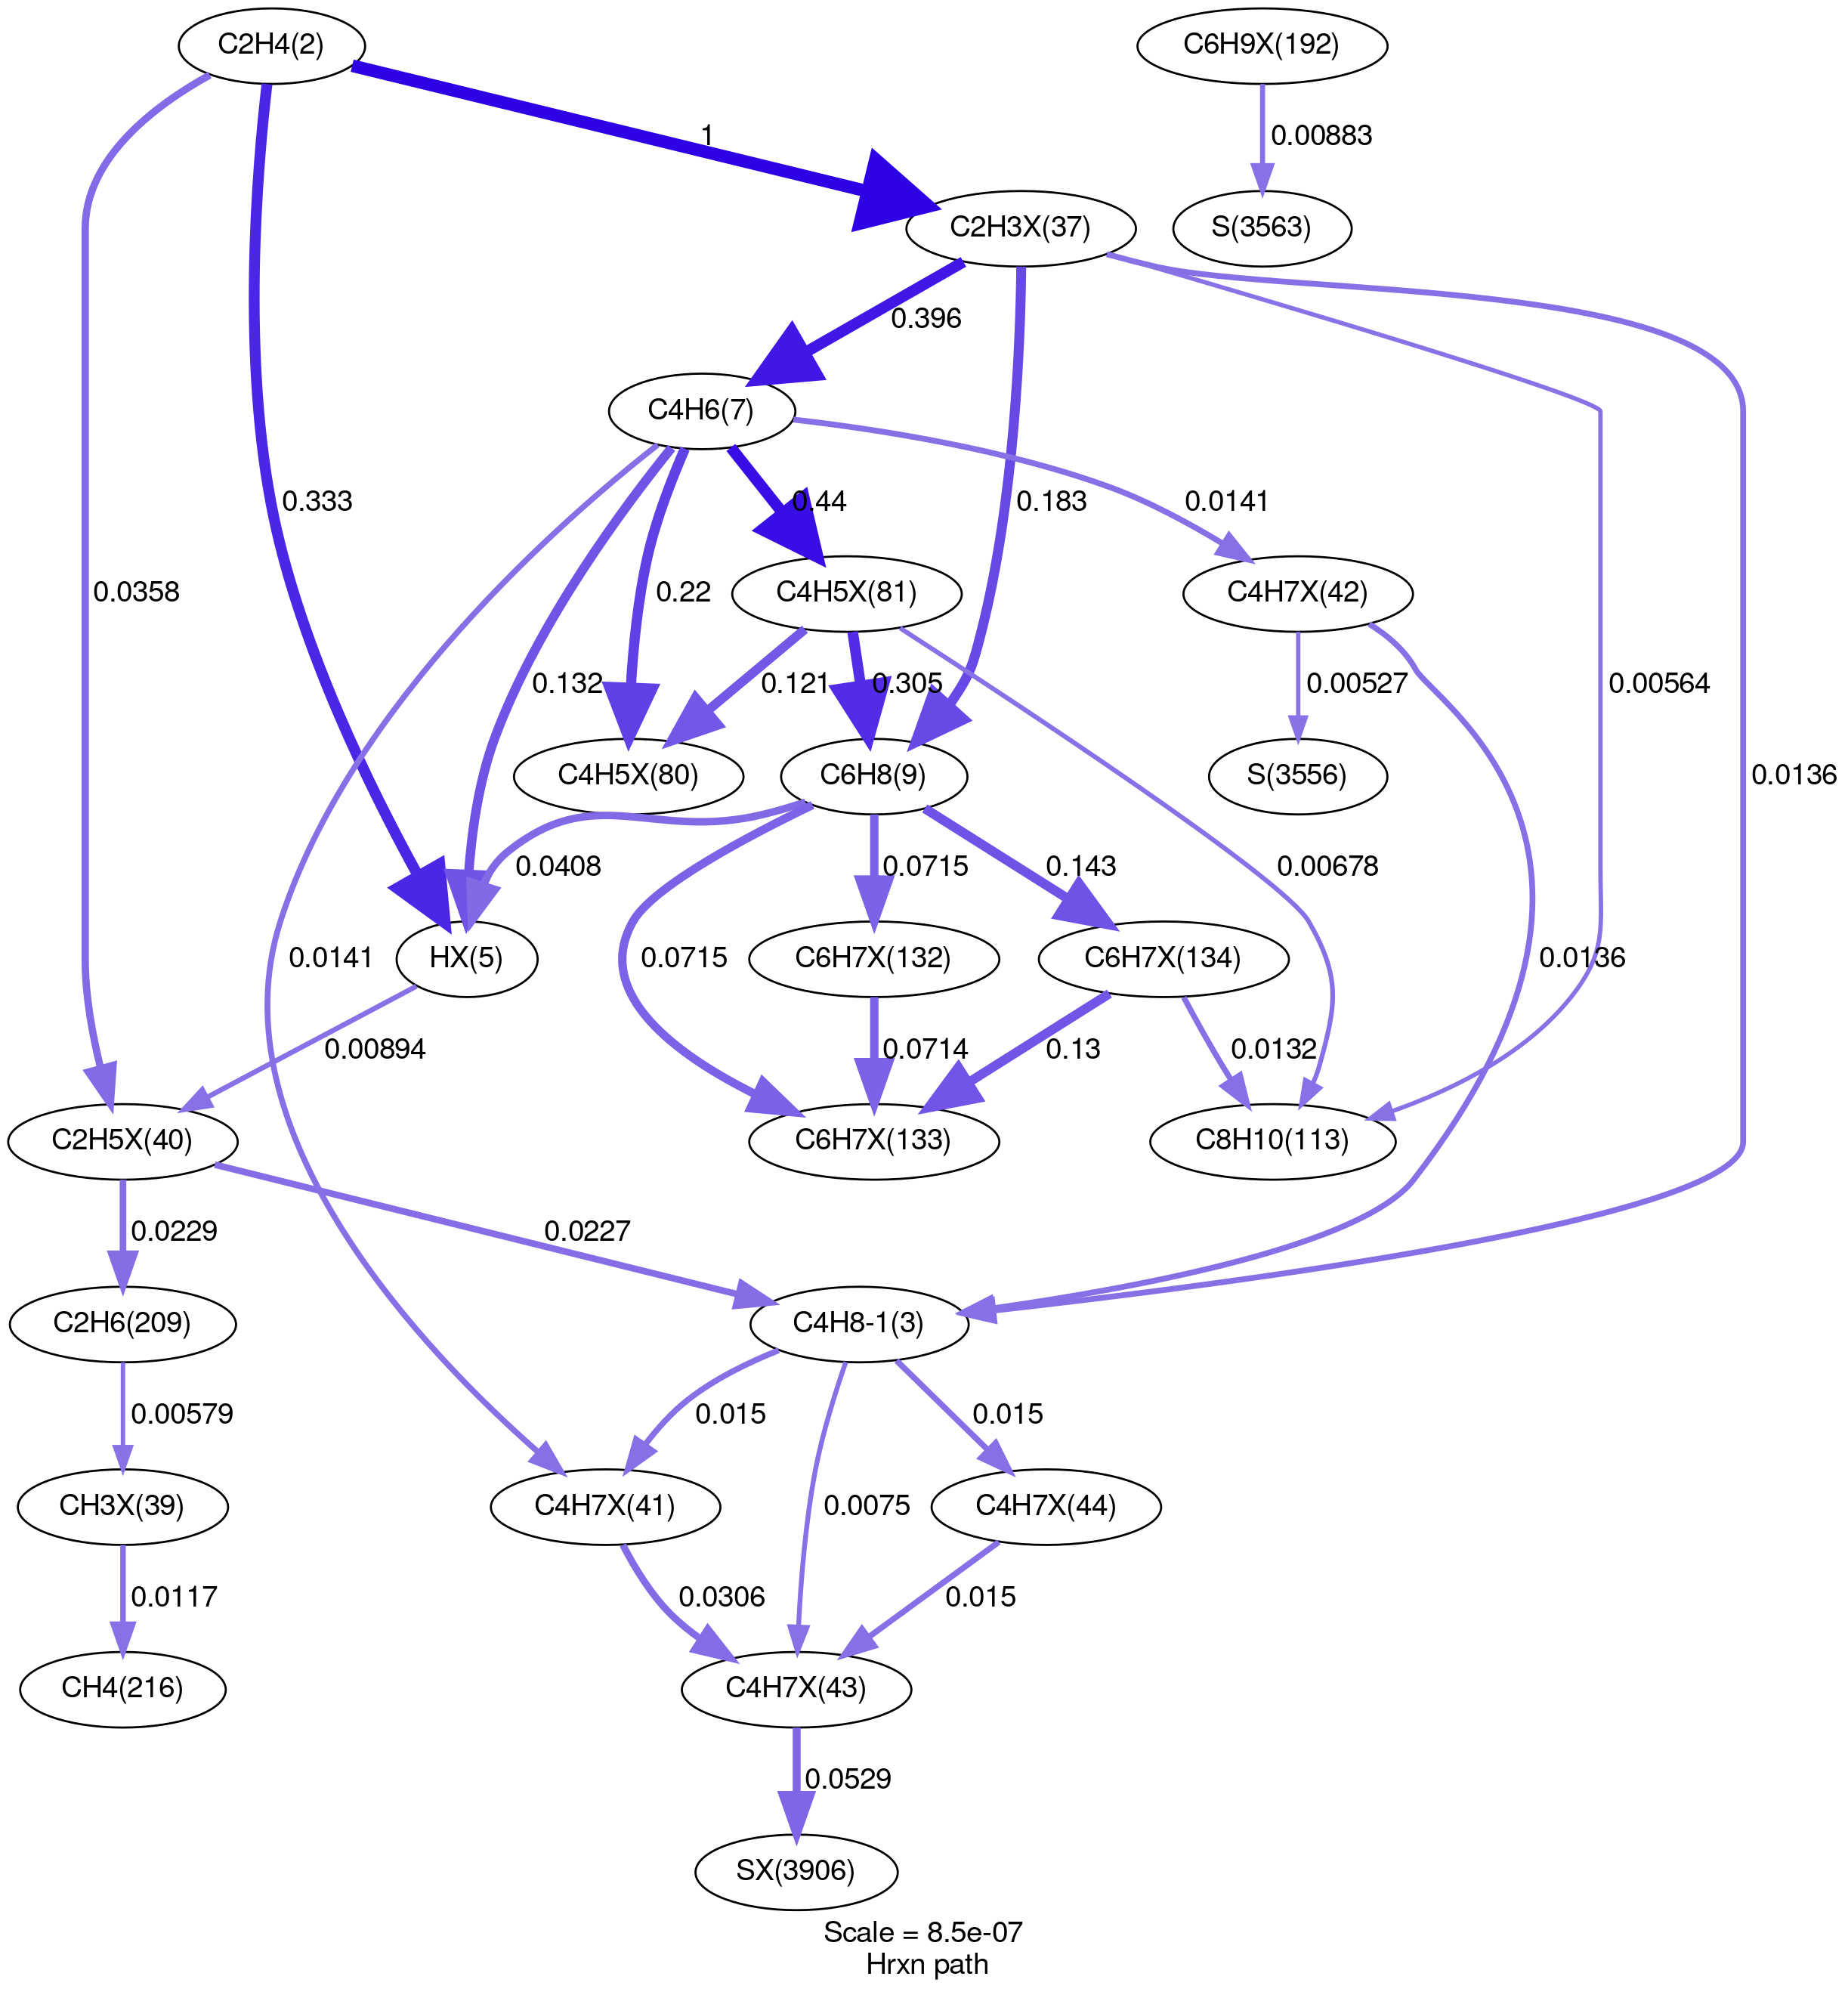 C2H4(2)
C6H9X(192)
1
0.00883
C2H3X(37)
S(3563)
0.396
C4H6(7)
0.333
0.44
0.183
0.0141
0.0358
0.22
C4H5X(81)
C4H7X(42)
0.132
0.121
0.305
0.00527
0.00564
C4H5X(80)
C6H8(9)
S(3556)
0.0136
0.0408
0.0715
0.143
0.00678
0.0141
HX(5)
0.0715
C6H7X(132)
C6H7X(134)
0.0136
0.00894
0.0714
0.13
0.0132
C2H5X(40)
C6H7X(133)
C8H10(113)
0.0229
0.0227
C2H6(209)
C4H8-1(3)
0.00579
0.015
0.015
CH3X(39)
C4H7X(41)
0.0075
C4H7X(44)
0.0117
0.0306
0.015
CH4(216)
C4H7X(43)
0.0529
SX(3906)
Scale = 8.5e-07
Hrxn path